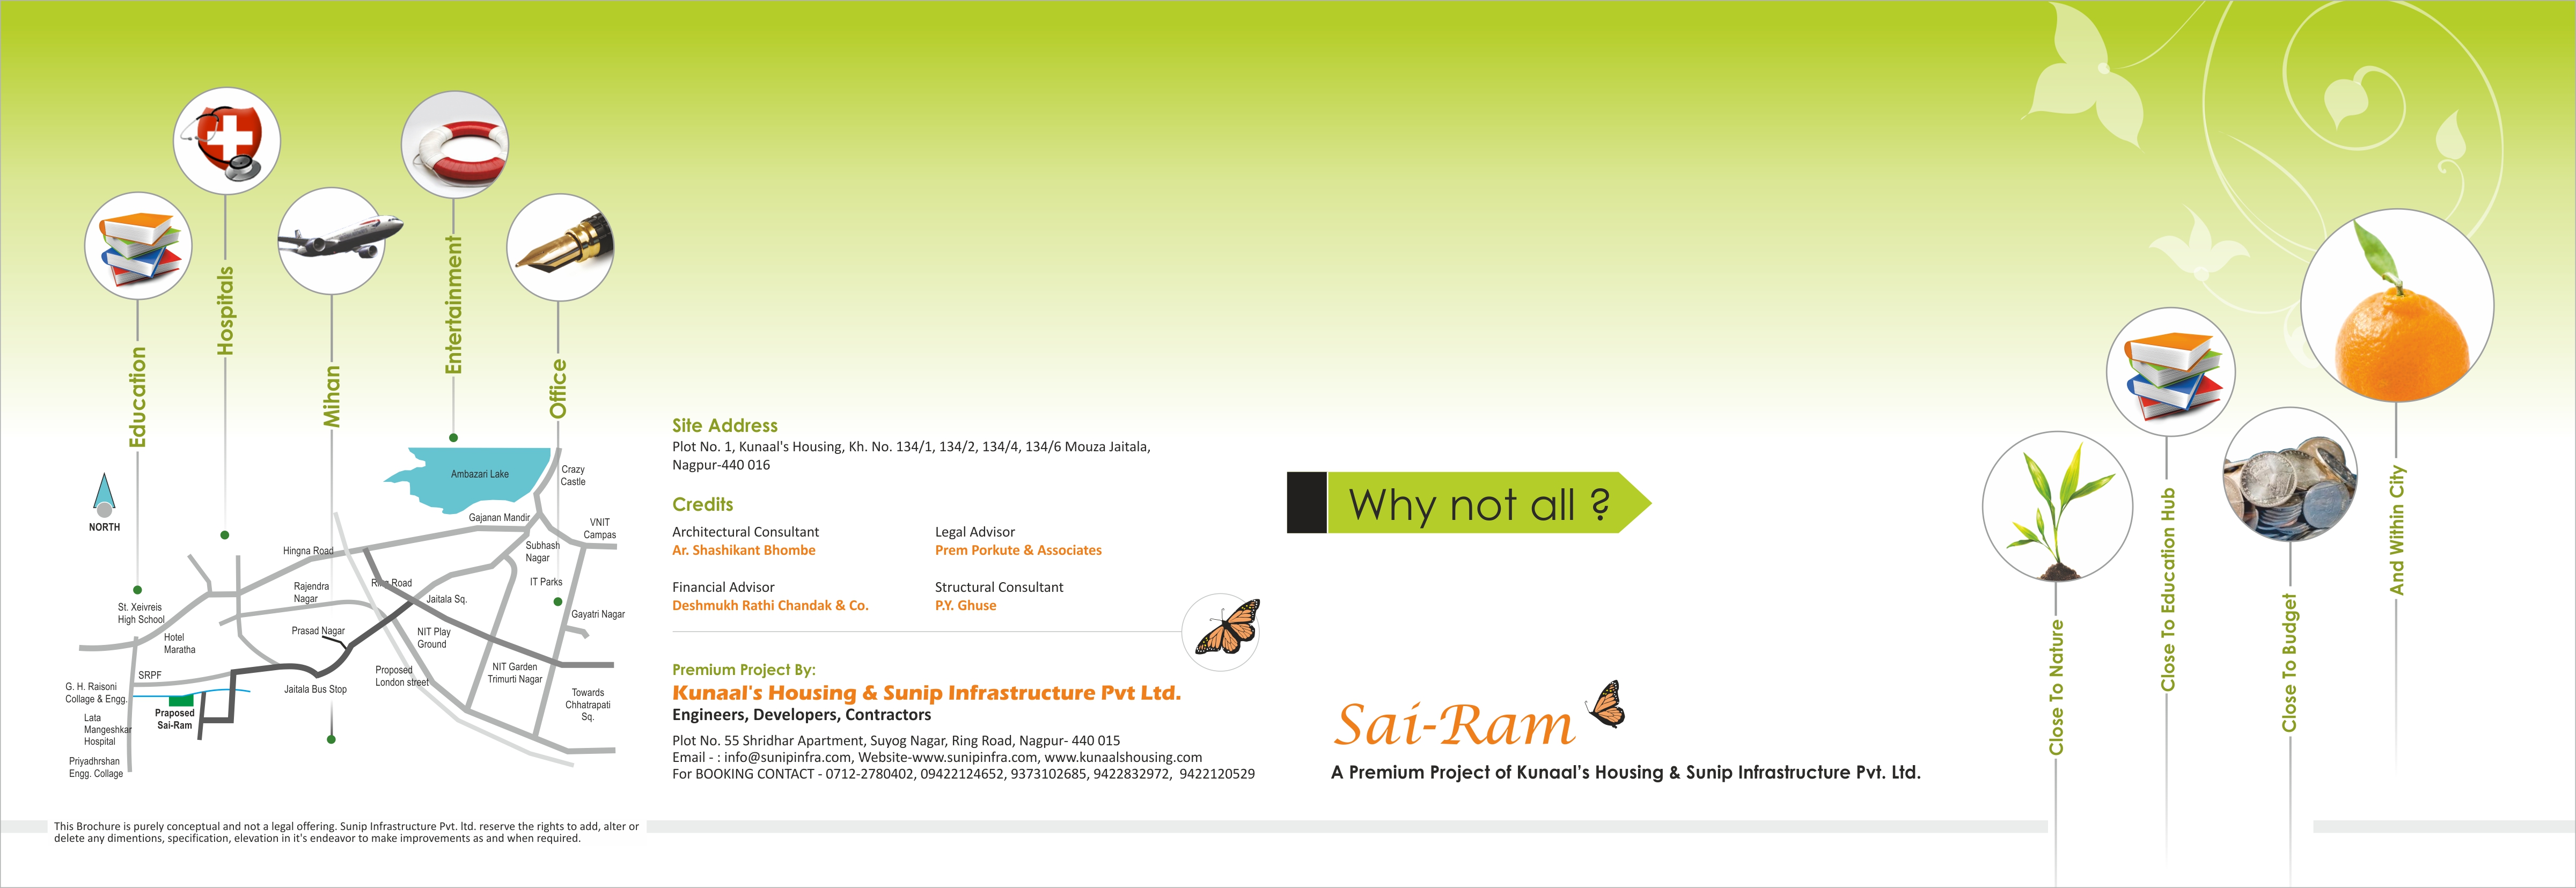 Education
Hospitals
Mihan
Entertainment
Office
NORTH
Ambazari Lake
Crazy
Castle
Gajanan Mandir
VNIT
Campas
Hingna Road
Subhash
Nagar
Rajendra
Nagar
Ring Road
IT Parks
Jaitala Sq.
St. Xeivreis
High School
Gayatri Nagar
Hotel
Maratha
Prasad Nagar
NIT Play
Ground
SRPF
Proposed
London street
NIT Garden
Trimurti Nagar
G. H. Raisoni
Collage & Engg.
Jaitala Bus Stop
Towards
Chhatrapati
Sq.
Praposed
Sai-Ram
Lata
Mangeshkar
Hospital
Priyadhrshan
Engg. Collage
This Brochure is purely conceptual and not a legal offering. Sunip Infrastructure Pvt. ltd. reserve the rights to add, alter or
delete any dimentions, specification, elevation in it's endeavor to make improvements as and when required.
Site Address
Plot No. 1, Kunaal's Housing, Kh. No. 134/1, 134/2, 134/4, 134/6 Mouza Jaitala,
Nagpur-440 016
Credits
Architectural Consultant
Ar. Shashikant Bhombe
Legal Advisor
Prem Porkute & Associates
Financial Advisor
Deshmukh Rathi Chandak & Co.
Structural Consultant
P.Y. Ghuse
Premium Project By:
Kunaal's Housing & Sunip Infrastructure Pvt Ltd.
Engineers, Developers, Contractors
Plot No. 55 Shridhar Apartment, Suyog Nagar, Ring Road, Nagpur- 440 015
Email - : info@sunipinfra.com, Website-www.sunipinfra.com, www.kunaalshousing.com
For BOOKING CONTACT - 0712-2780402, 09422124652, 9373102685, 9422832972, 9422120529
Why not all ?
Sai-Ram
A Premium Project of Kunaal's Housing & Sunip Infrastructure Pvt. Ltd.
Close To Nature
Close To Education Hub
Close To Budget
And Within City